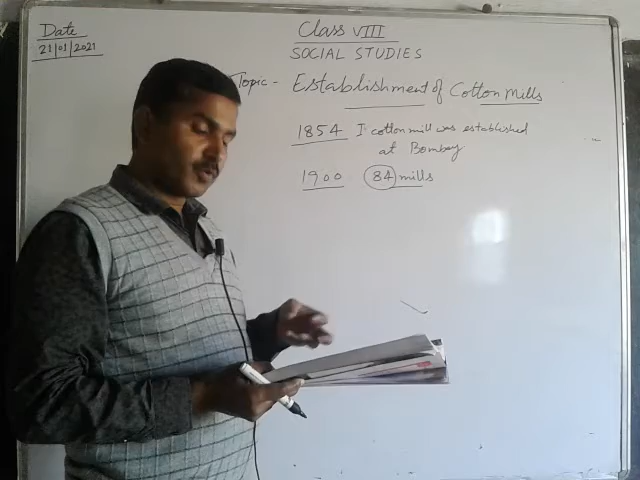 Date
21/01/2021
Class VIII
SOCIAL STUDIES
Topic - Establishment of Cotton Mills
1854 I cotton mill was established
at Bombay
1900 84 mills